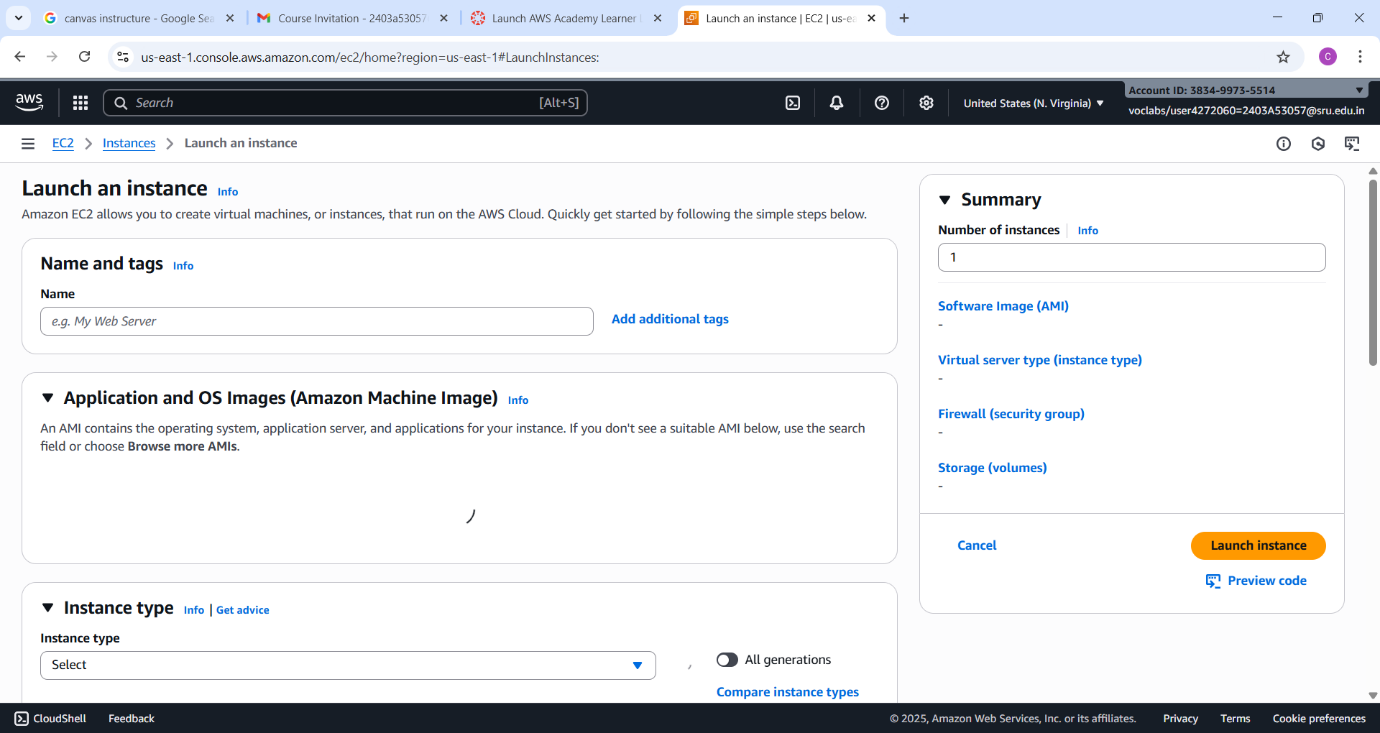 canvas instructure - Google Sea
Course Invitation - 2403a53057
Launch AWS Academy Learner
Launch an instance | EC2 | us-ea
us-east-1.console.aws.amazon.com/ec2/home?region=us-east-1#LaunchInstances:
C
aws
Search
[Alt+S]
United States (N. Virginia)
Account ID: 3834-9973-5514
voclabs/user4272060=2403A53057@sru.edu.in
EC2
Instances
Launch an instance
Launch an instance Info
Amazon EC2 allows you to create virtual machines, or instances, that run on the AWS Cloud. Quickly get started by following the simple steps below.
Name and tags Info
Name
e.g. My Web Server
Add additional tags
Application and OS Images (Amazon Machine Image) Info
An AMI contains the operating system, application server, and applications for your instance. If you don't see a suitable AMI below, use the search
field or choose Browse more AMIs.
Instance type Info | Get advice
Instance type
Select
All generations
Compare instance types
Summary
Number of instances Info
1
Software Image (AMI)
-
Virtual server type (instance type)
-
Firewall (security group)
-
Storage (volumes)
-
Cancel
Launch instance
Preview code
CloudShell
Feedback
© 2025, Amazon Web Services, Inc. or its affiliates.
Privacy
Terms
Cookie preferences